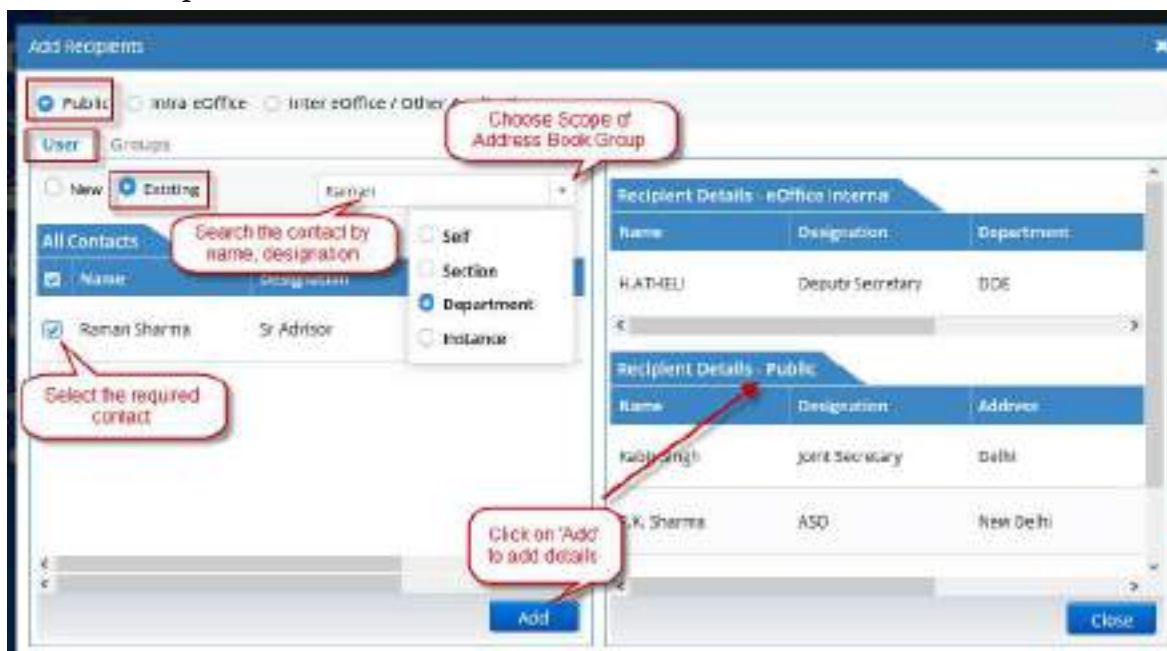 Add Recipients
Public Intra eOffice Inter eOffice / Other
Choose Scope of
Address Book Group
User Groups
New Existing
Raman
Search the contact by
name, designation
All Contacts
Name Designation
Raman Sharma Sr Advisor
Self
Section
Department
Instance
Select the required
contact
Recipient Details - eOffice Internal
Name Designation Department
H.ATHELI Deputy Secretary DOE
Recipient Details - Public
Name Designation Address
Singh Joint Secretary Delhi
K. Sharma ASO New Delhi
Click on 'Add'
to add details
Add
Close